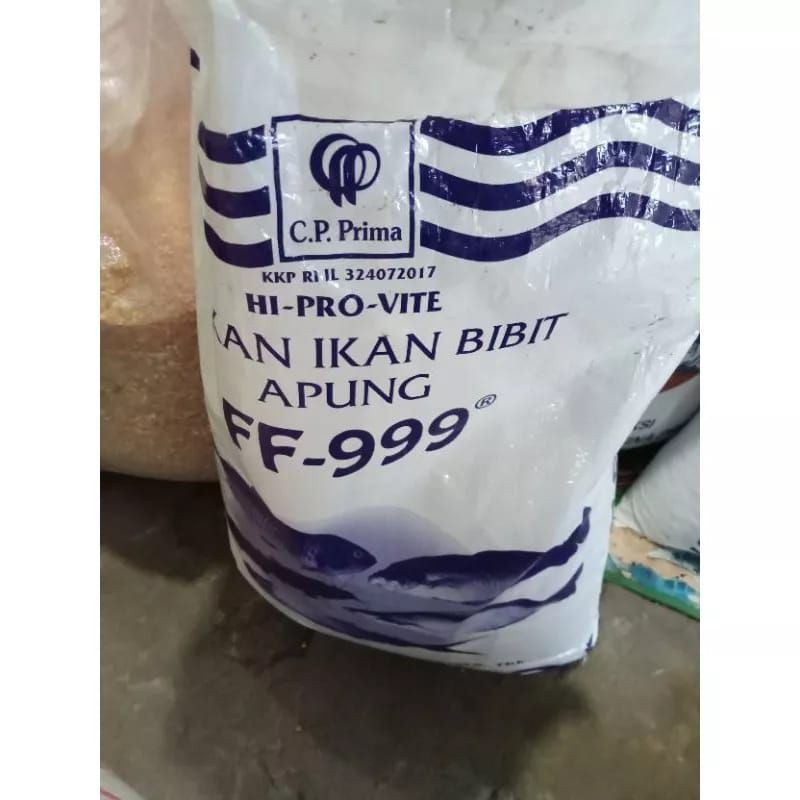 C.P. Prima
KKP RI IL 324072017
HI-PRO-VITE
KAN IKAN BIBIT
APUNG
FF-999®